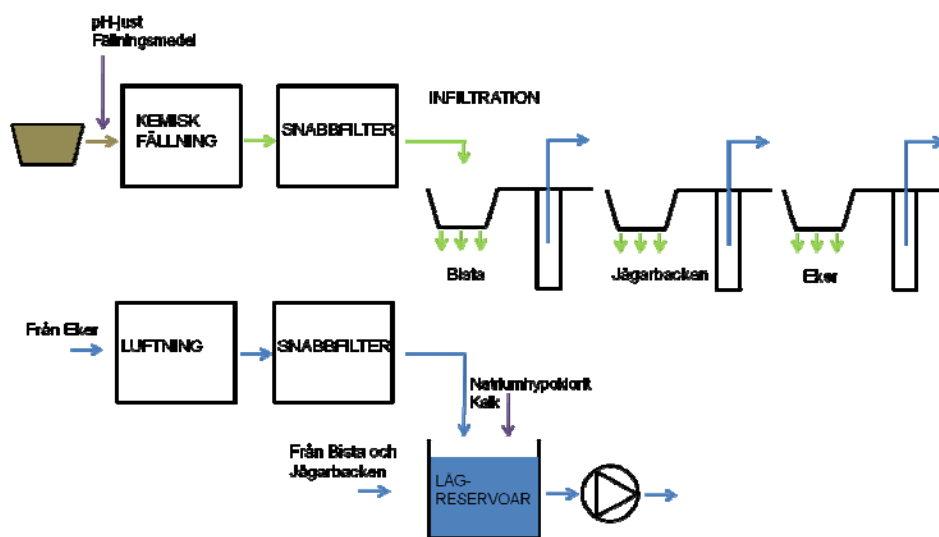 pH-just
Fällningsmedel
INFILTRATION
KEMISK
FÄLLNING
SNABBFILTER
Bista
Jägarbacken
Eker
Från Eker
LUFTNING
SNABBFILTER
Natriumhypoklorit
Kalk
Från Bista och
Jägarbacken
LÅG-
RESERVOAR